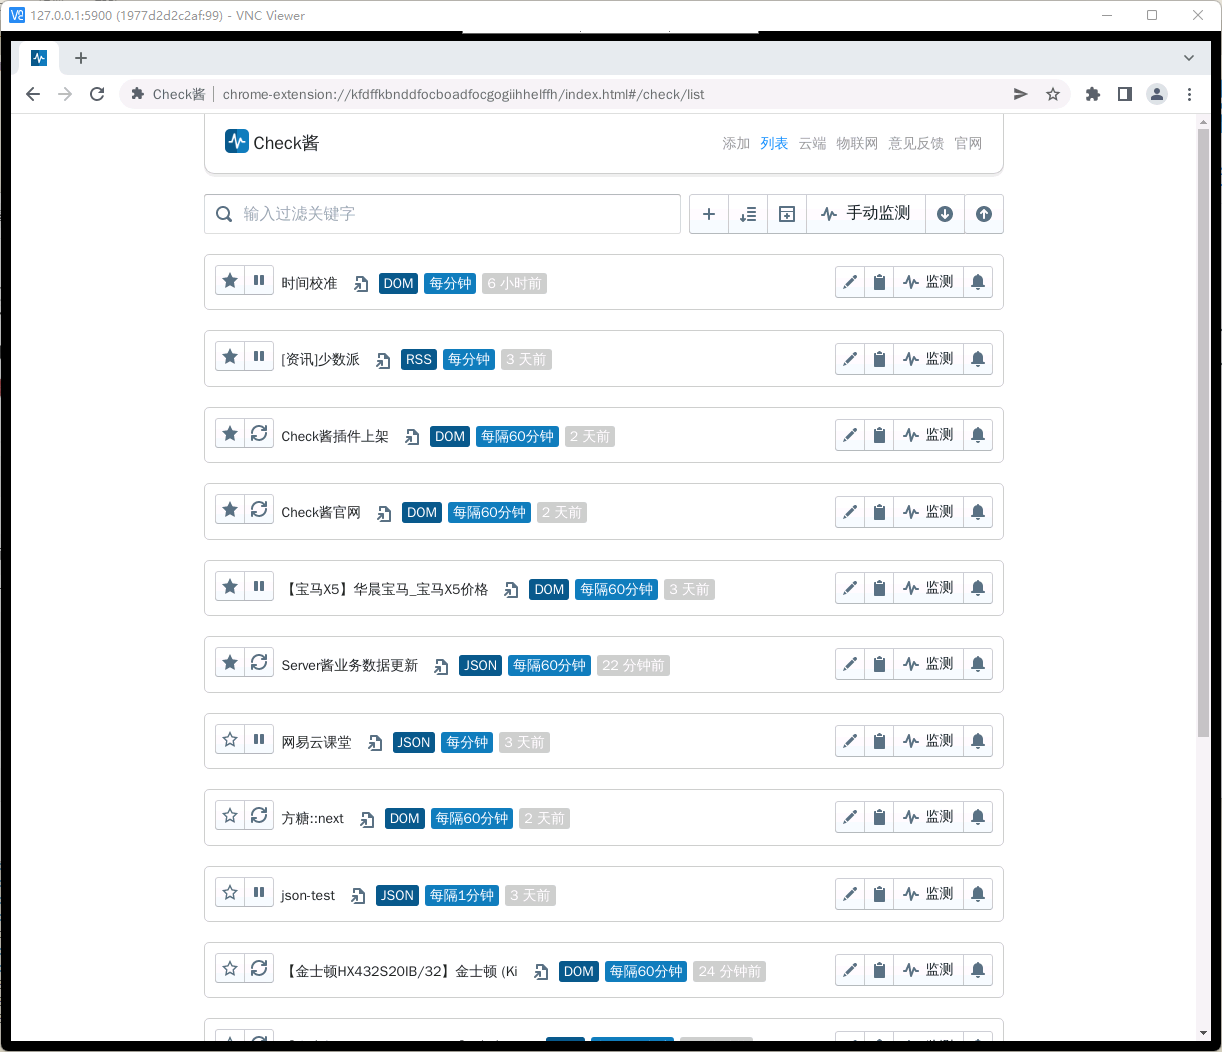 127.0.0.1:5900 (1977d2d2c2af:99) - VNC Viewer
Check酱 | chrome-extension://kfdffkbnddfocboadfocgogiihhelffh/index.html#/check/list
Check酱 添加 列表 云端 物联网 意见反馈 官网
输入过滤关键字 手动监测
时间校准 DOM 每分钟 6 小时前 监测
[资讯]少数派 RSS 每分钟 3 天前 监测
Check酱插件上架 DOM 每隔60分钟 2 天前 监测
Check酱官网 DOM 每隔60分钟 2 天前 监测
【宝马X5】华晨宝马_宝马X5价格 DOM 每隔60分钟 3 天前 监测
Server酱业务数据更新 JSON 每隔60分钟 22 分钟前 监测
网易云课堂 JSON 每分钟 3 天前 监测
方糖::next DOM 每隔60分钟 2 天前 监测
json-test JSON 每隔1分钟 3 天前 监测
【金士顿HX432S20IB/32】金士顿 (Ki DOM 每隔60分钟 24 分钟前 监测